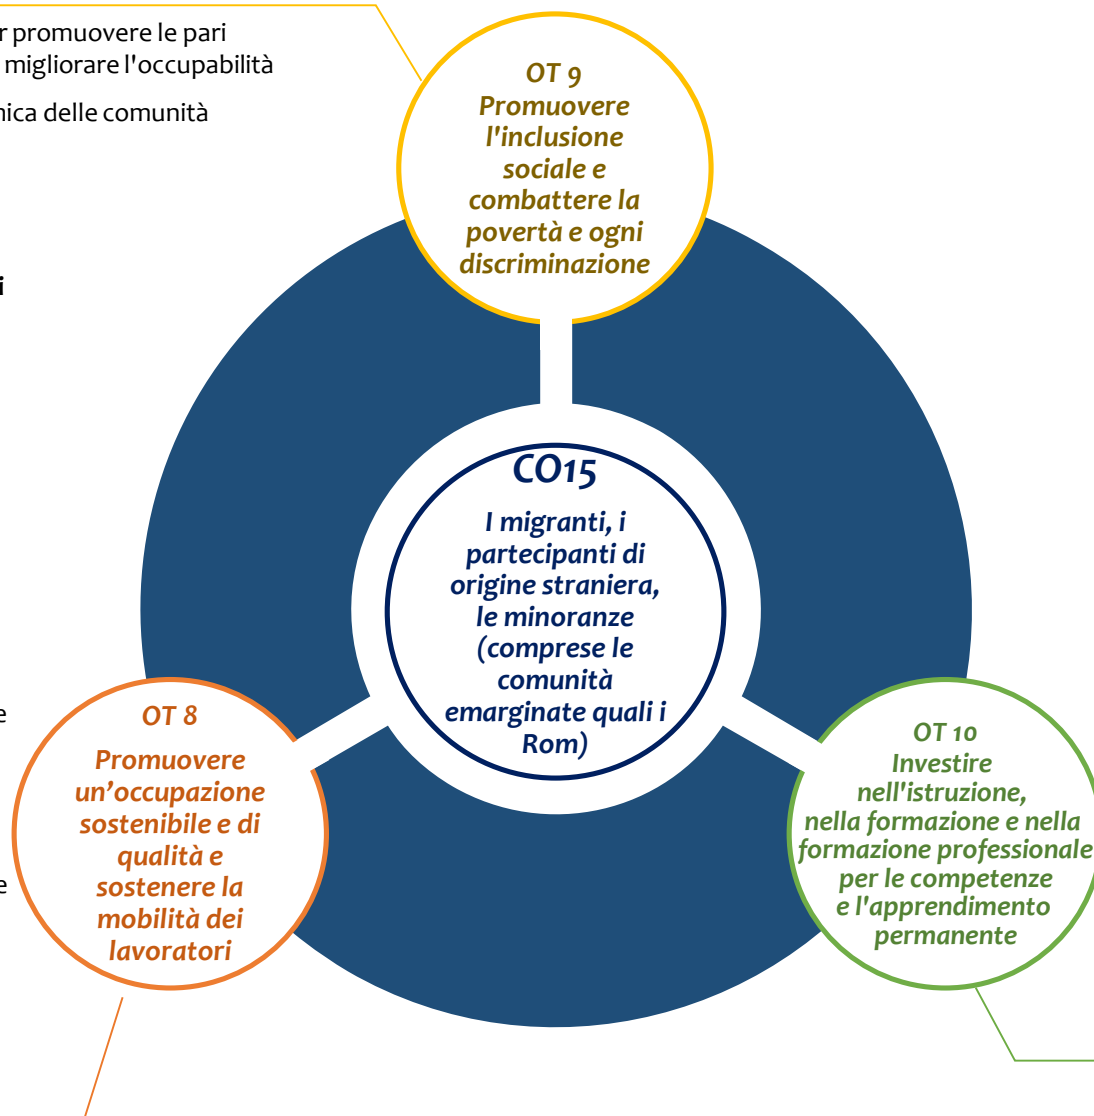 r promuovere le pari
migliorare l'occupabilità
nica delle comunità
i
e
e
e
OT 9
Promuovere
l'inclusione
sociale e
combattere la
povertà e ogni
discriminazione
CO15
I migranti, i
partecipanti di
origine straniera,
le minoranze
(comprese le
comunità
emarginate quali i
Rom)
OT 8
Promuovere
un’occupazione
sostenibile e di
qualità e
sostenere la
mobilità dei
lavoratori
OT 10
Investire
nell'istruzione,
nella formazione e nella
formazione professionale
per le competenze
e l'apprendimento
permanente